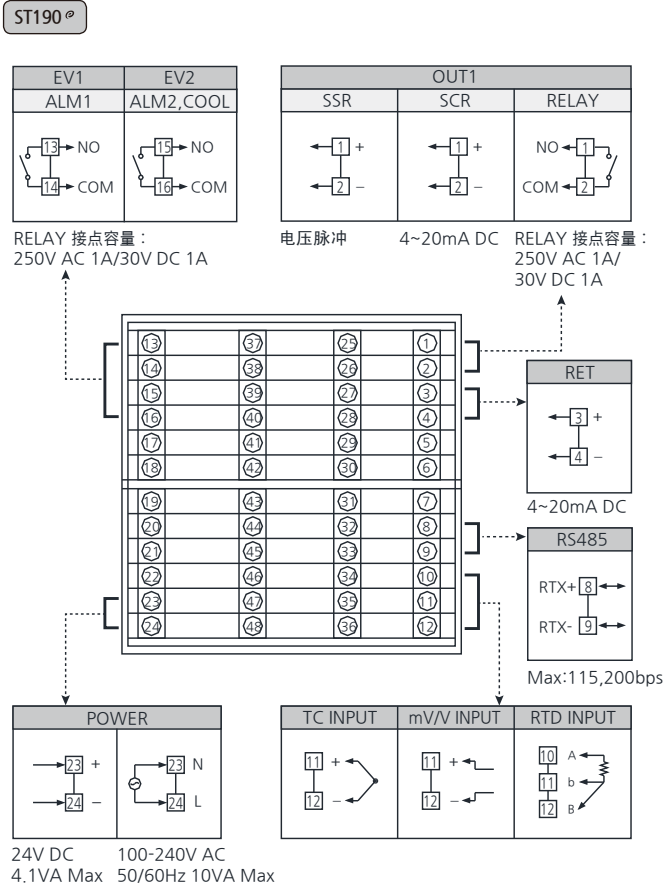 ST190
EV1 EV2
ALM1 ALM2,COOL
13 NO 15 NO
14 COM 16 COM
RELAY 接点容量：
250V AC 1A/30V DC 1A
OUT1
SSR SCR RELAY
1 + 1 + NO 1
2 – 2 – COM 2
电压脉冲 4~20mA DC RELAY 接点容量：
250V AC 1A/
30V DC 1A
13 37 25 1
14 38 26 2
15 39 27 3
16 40 28 4
17 41 29 5
18 42 30 6
19 43 31 7
20 44 32 8
21 45 33 9
22 46 34 10
23 47 35 11
24 48 36 12
RET
3 +
4 –
4~20mA DC
RS485
RTX+ 8
RTX- 9
Max:115,200bps
POWER
23 + 23 N
24 – 24 L
24V DC 100-240V AC
4.1VA Max 50/60Hz 10VA Max
TC INPUT mV/V INPUT RTD INPUT
11 + 11 + 10 A
11 b
12 – 12 – 12 B